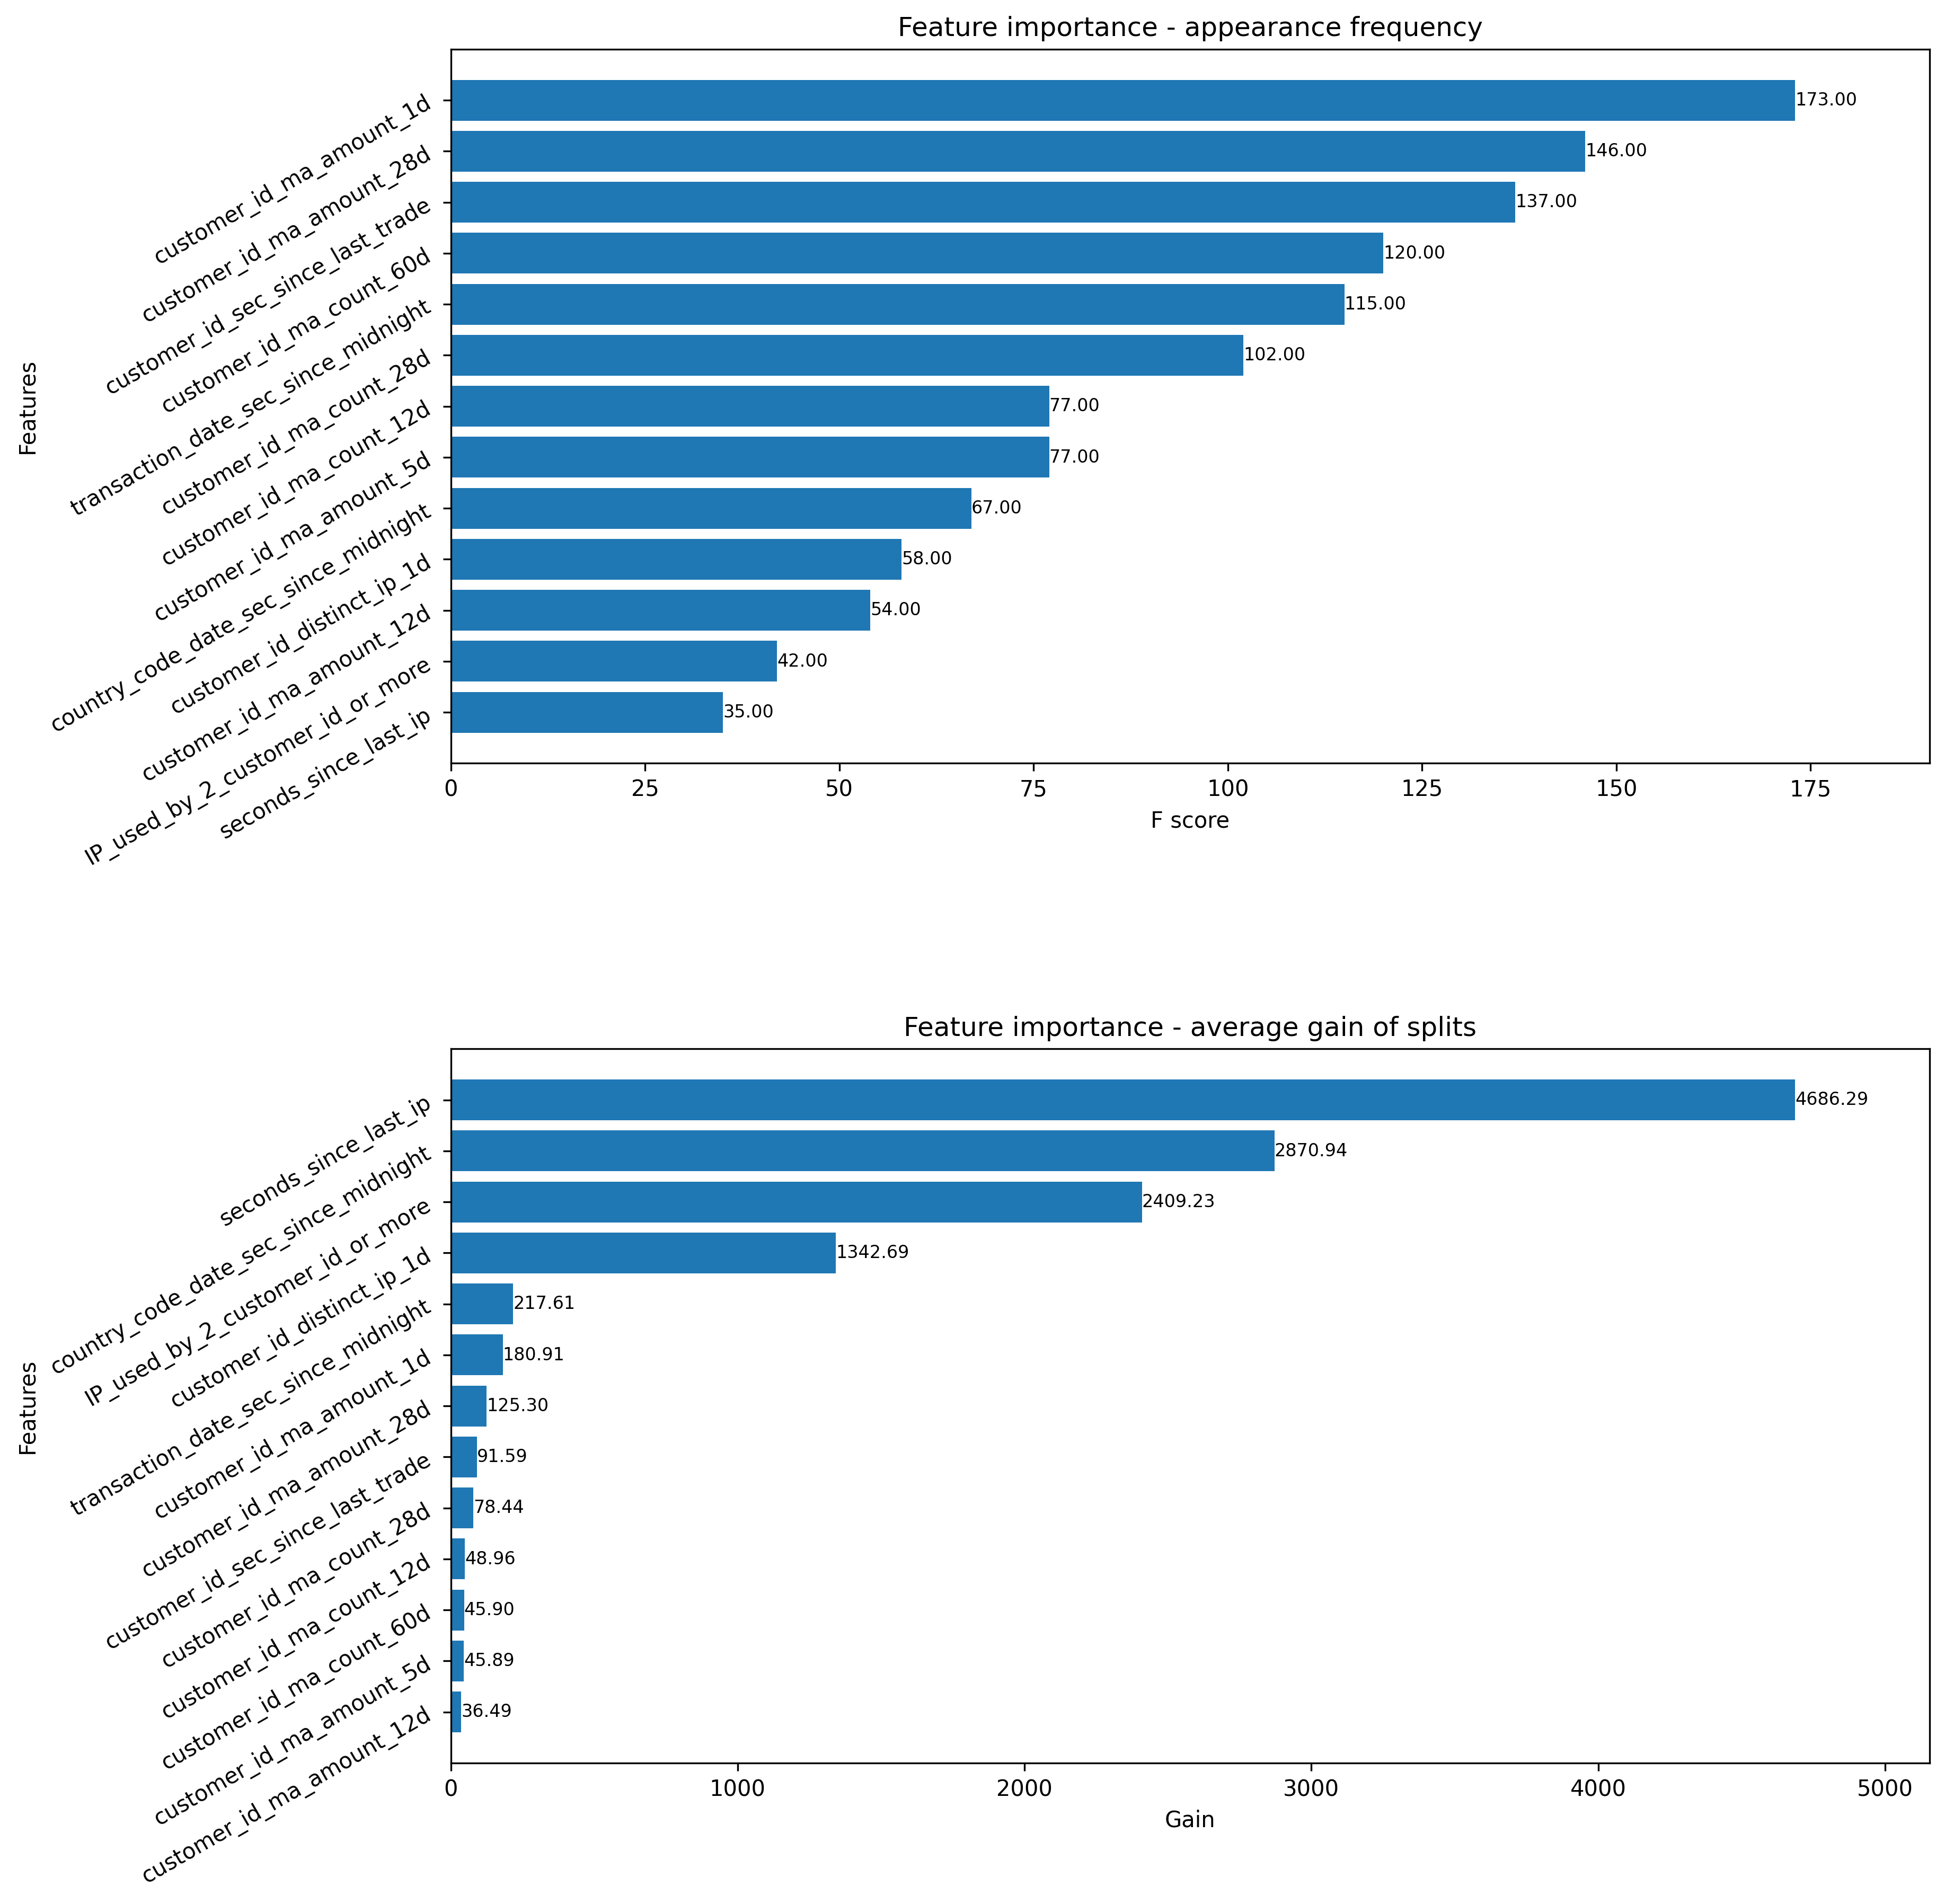 Feature importance - appearance frequency
Features
customer_id_ma_amount_1d
173.00
customer_id_ma_amount_28d
146.00
customer_id_sec_since_last_trade
137.00
customer_id_ma_count_60d
120.00
transaction_date_sec_since_midnight
115.00
customer_id_ma_count_28d
102.00
customer_id_ma_count_12d
77.00
customer_id_ma_amount_5d
77.00
country_code_date_sec_since_midnight
67.00
customer_id_distinct_ip_1d
58.00
customer_id_ma_amount_12d
54.00
IP_used_by_2_customer_id_or_more
42.00
seconds_since_last_ip
35.00
0 25 50 75 100 125 150 175
F score
Feature importance - average gain of splits
Features
seconds_since_last_ip
4686.29
country_code_date_sec_since_midnight
2870.94
IP_used_by_2_customer_id_or_more
2409.23
customer_id_distinct_ip_1d
1342.69
transaction_date_sec_since_midnight
217.61
customer_id_ma_amount_1d
180.91
customer_id_ma_amount_28d
125.30
customer_id_sec_since_last_trade
91.59
customer_id_ma_count_28d
78.44
customer_id_ma_count_12d
48.96
customer_id_ma_count_60d
45.90
customer_id_ma_amount_5d
45.89
customer_id_ma_amount_12d
36.49
0 1000 2000 3000 4000 5000
Gain